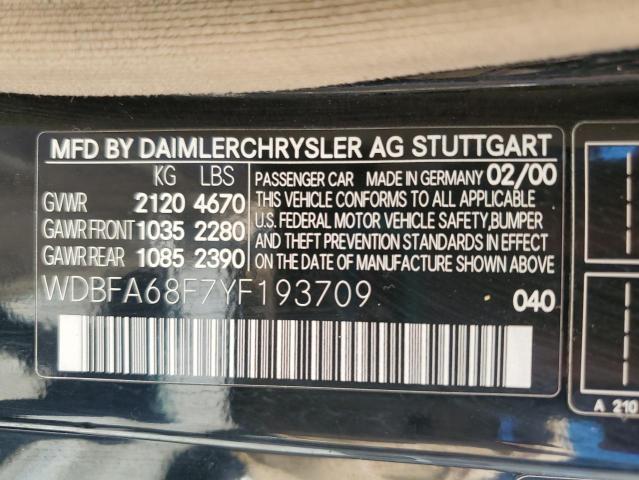 MFD BY DAIMLERCHRYSLER AG STUTTGART
KG LBS
GVWR 2120 4670
GAWR FRONT 1035 2280
GAWR REAR 1085 2390
PASSENGER CAR MADE IN GERMANY 02/00
THIS VEHICLE CONFORMS TO ALL APPLICABLE
U.S. FEDERAL MOTOR VEHICLE SAFETY, BUMPER
AND THEFT PREVENTION STANDARDS IN EFFECT
ON THE DATE OF MANUFACTURE SHOWN ABOVE
WDBFA68F7YF193709
040
A 210